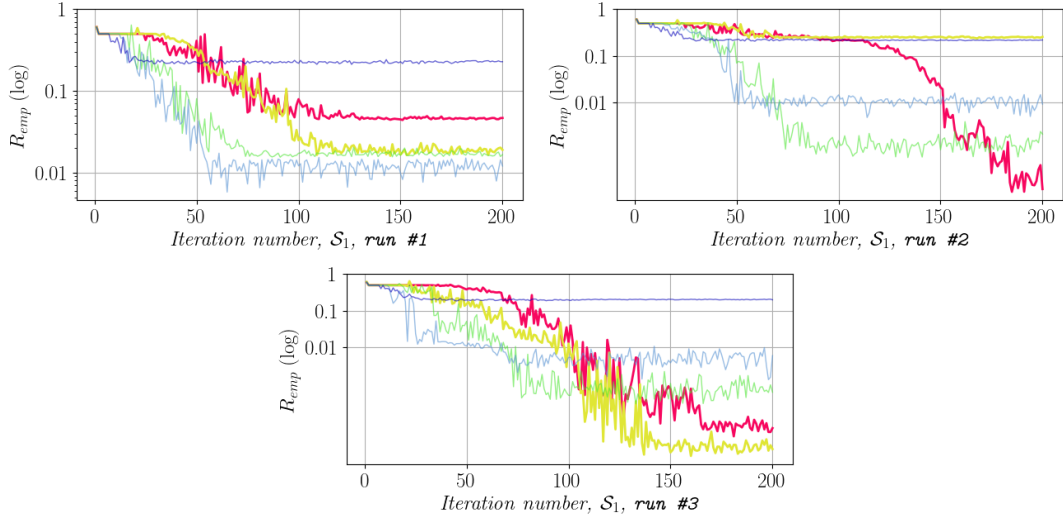 1
0.1
0.01
R_emp (log)
0 50 100 150 200
Iteration number, S_1, run #1
1
0.1
0.01
R_emp (log)
0 50 100 150 200
Iteration number, S_1, run #2
1
0.1
0.01
R_emp (log)
0 50 100 150 200
Iteration number, S_1, run #3